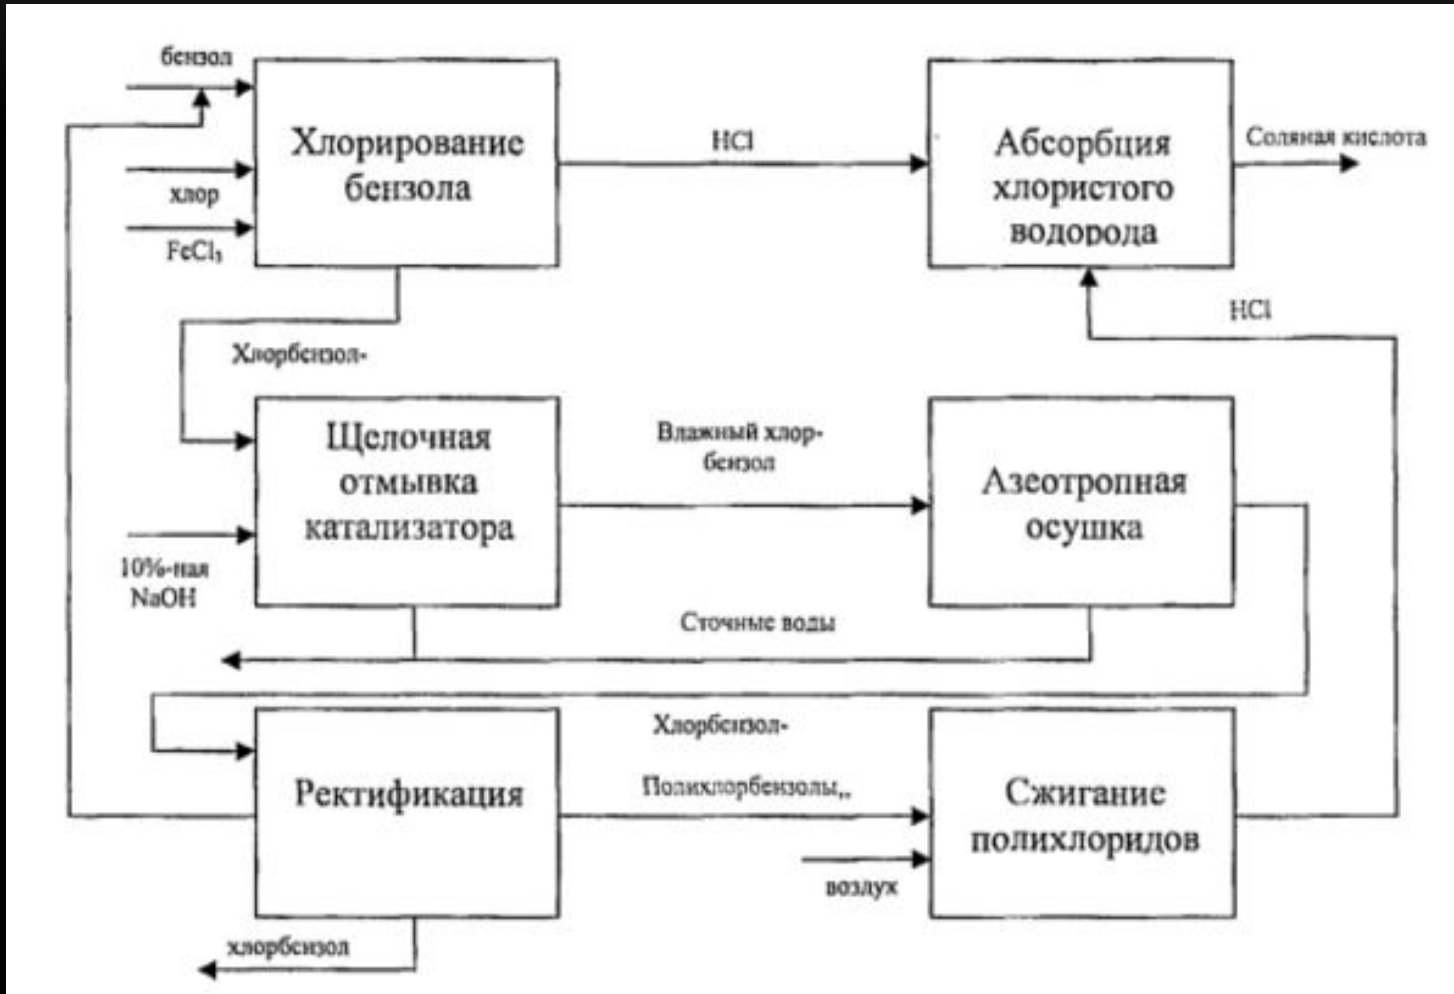 бензол
Хлорирование
бензола
хлор
FeCl₃
HCl
Абсорбция
хлористого
водорода
Соляная кислота
HCl
Хлорбензол-
Щелочная
отмывка
катализатора
10%-ная
NaOH
Влажный хлор-
бензол
Азеотропная
осушка
Сточные воды
Хлорбензол-
Ректификация
Полихлорбензолы,,
Сжигание
полихлоридов
воздух
хлорбензол